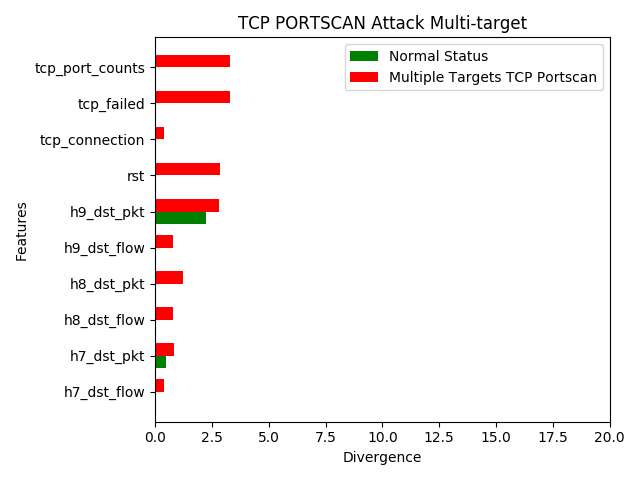 TCP PORTSCAN Attack Multi-target
Normal Status
Multiple Targets TCP Portscan
Features
tcp_port_counts
tcp_failed
tcp_connection
rst
h9_dst_pkt
h9_dst_flow
h8_dst_pkt
h8_dst_flow
h7_dst_pkt
h7_dst_flow
0.0 2.5 5.0 7.5 10.0 12.5 15.0 17.5 20.0
Divergence